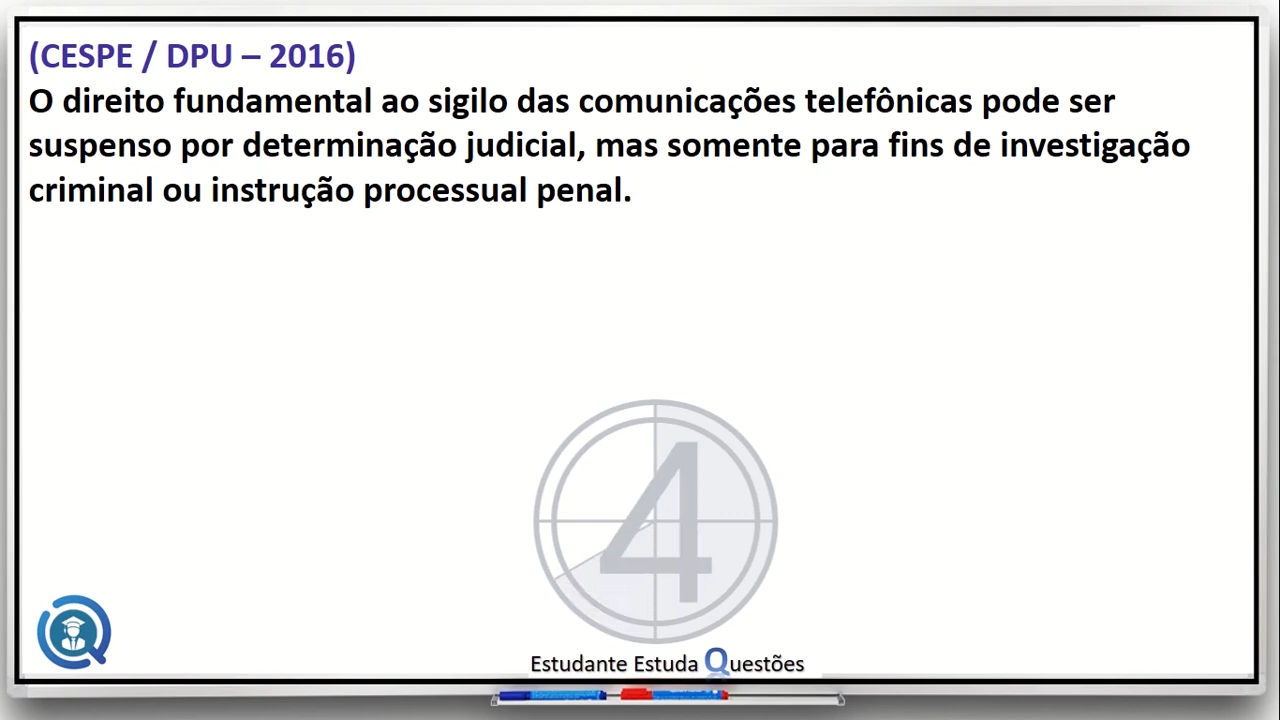 (CESPE / DPU – 2016)
O direito fundamental ao sigilo das comunicações telefônicas pode ser
suspenso por determinação judicial, mas somente para fins de investigação
criminal ou instrução processual penal.
4
Estudante Estuda Questões